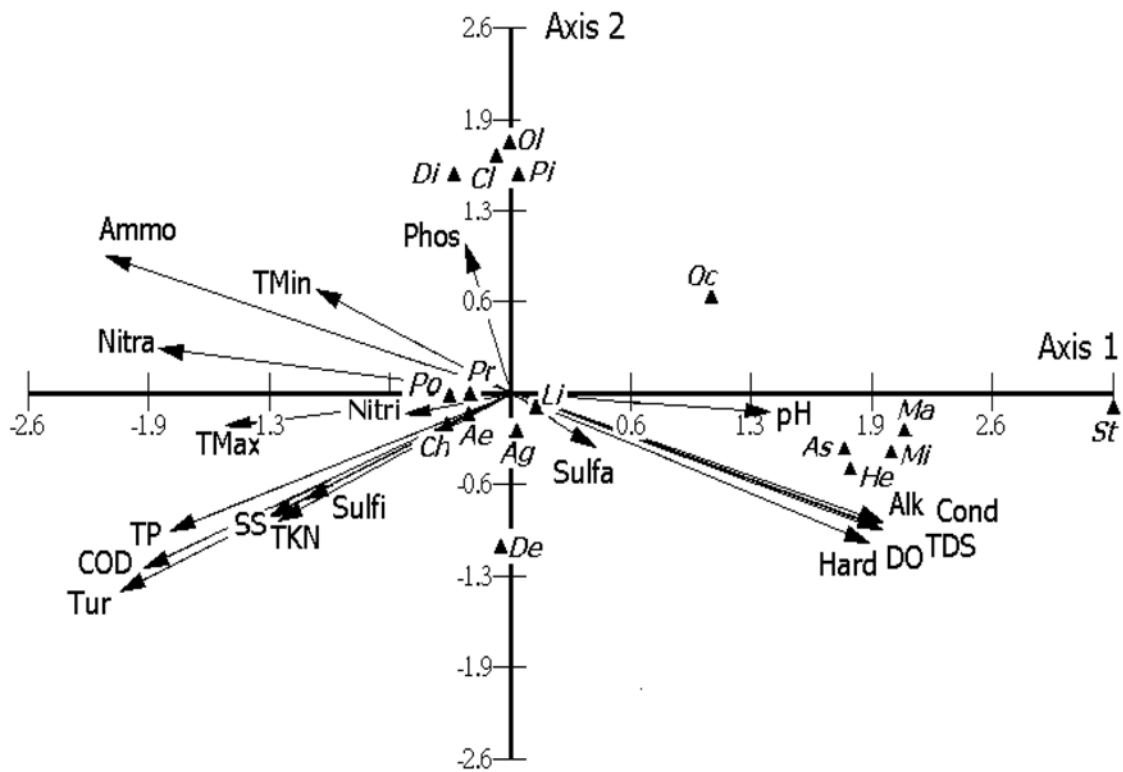 2.6
Axis 2
1.9
Ol
Di
Cl
Pi
1.3
Ammo
Phos
Oc
TMin
0.6
Nitra
Axis 1
Po
Pr
Li
Nitri
pH
Ma
-2.6
-1.9
-1.3
0.6
1.3
1.9
2.6
St
TMax
Ch
Ae
Ag
As
Mi
Sulfa
He
-0.6
Sulfi
Alk
Cond
TP
SS
TKN
De
TDS
COD
Hard
DO
-1.3
Tur
-1.9
-2.6